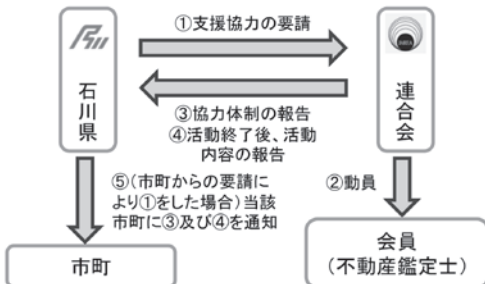 ①支援協力の要請
石川県
連合会
③協力体制の報告
④活動終了後、活動
内容の報告
⑤(市町からの要請に
より①をした場合)当該
市町に③及び④を通知
②動員
市町
会員
(不動産鑑定士)